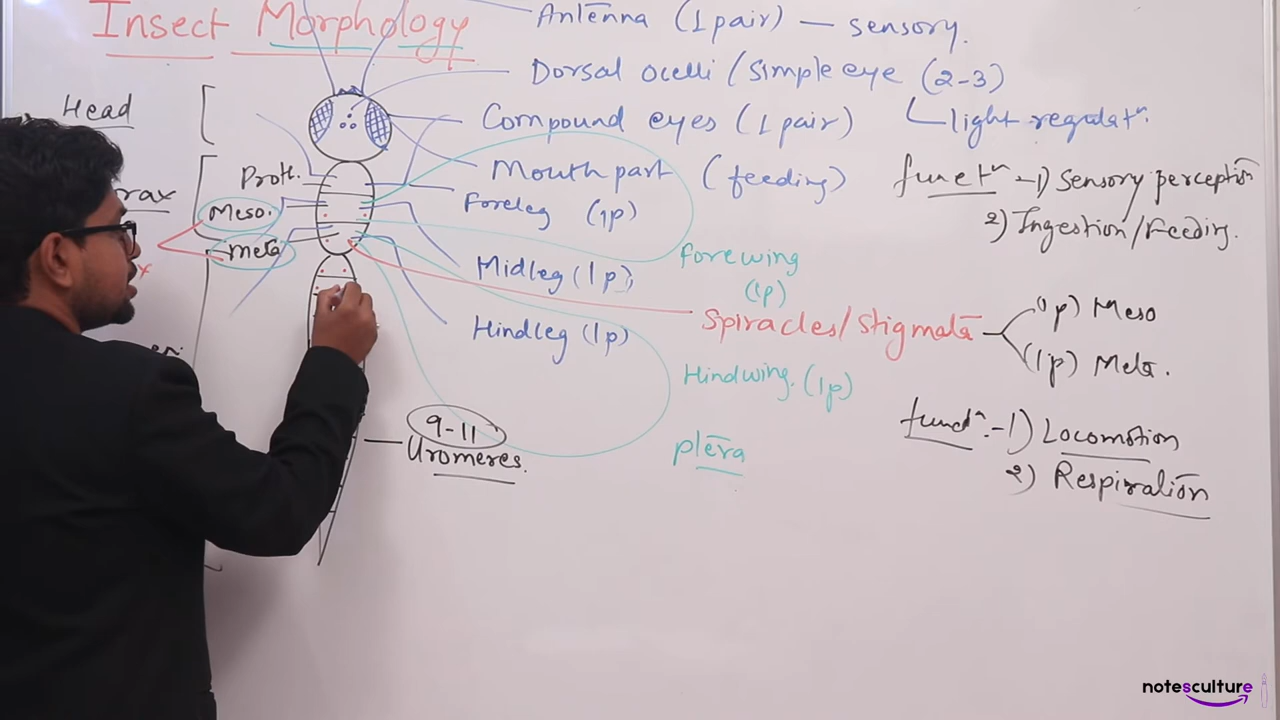 Insect Morphology
Antenna (1 pair) — sensory.
Dorsal ocelli / Simple eye (2-3)
Head
Compound eyes (1 pair)
light regulatⁿ.
Mouth part (feeding)
functⁿ -1) Sensory perception
Proth.
rax
Foreleg (1p)
Meso.
2) Ingestion/Feeding.
meta
forewing
(1p)
Midleg (1p)
x
(1p) Meso
Spiracles/stigmata
Hindleg (1p)
(1p) Meta.
Hindwing. (1p)
9-11
functⁿ. -1) Locomotion
Uromeres.
ptera
2) Respiration
notesculture